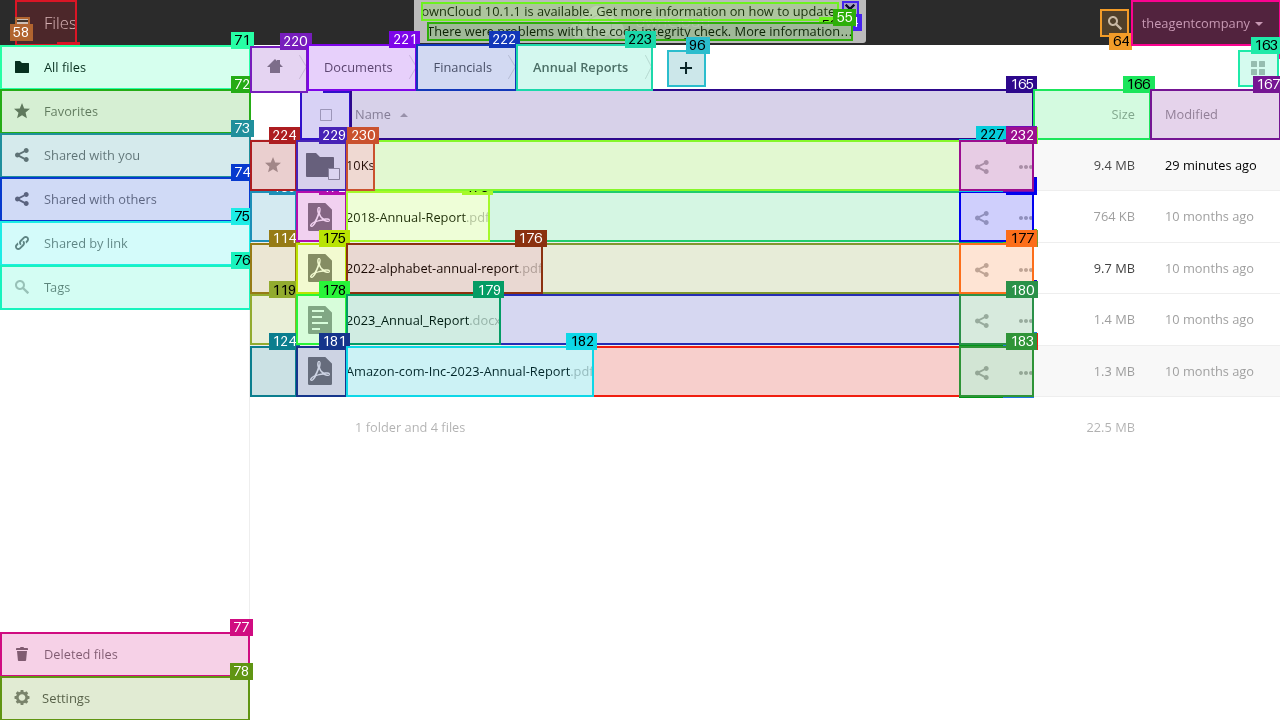 Files
ownCloud 10.1.1 is available. Get more information on how to update
There were problems with the code integrity check. More information...
theagentcompany
58
55
64
71
220
221
222
223
96
163
All files
Documents
Financials
Annual Reports
72
165
166
167
Favorites
Name
Size
Modified
73
224
229
230
227
232
Shared with you
10Ks
9.4 MB
29 minutes ago
74
Shared with others
2018-Annual-Report.pdf
764 KB
10 months ago
75
Shared by link
114
175
176
177
2022-alphabet-annual-report.pdf
9.7 MB
10 months ago
76
Tags
119
178
179
180
2023_Annual_Report.docx
1.4 MB
10 months ago
124
181
182
183
Amazon-com-Inc-2023-Annual-Report.pdf
1.3 MB
10 months ago
1 folder and 4 files
22.5 MB
77
Deleted files
78
Settings